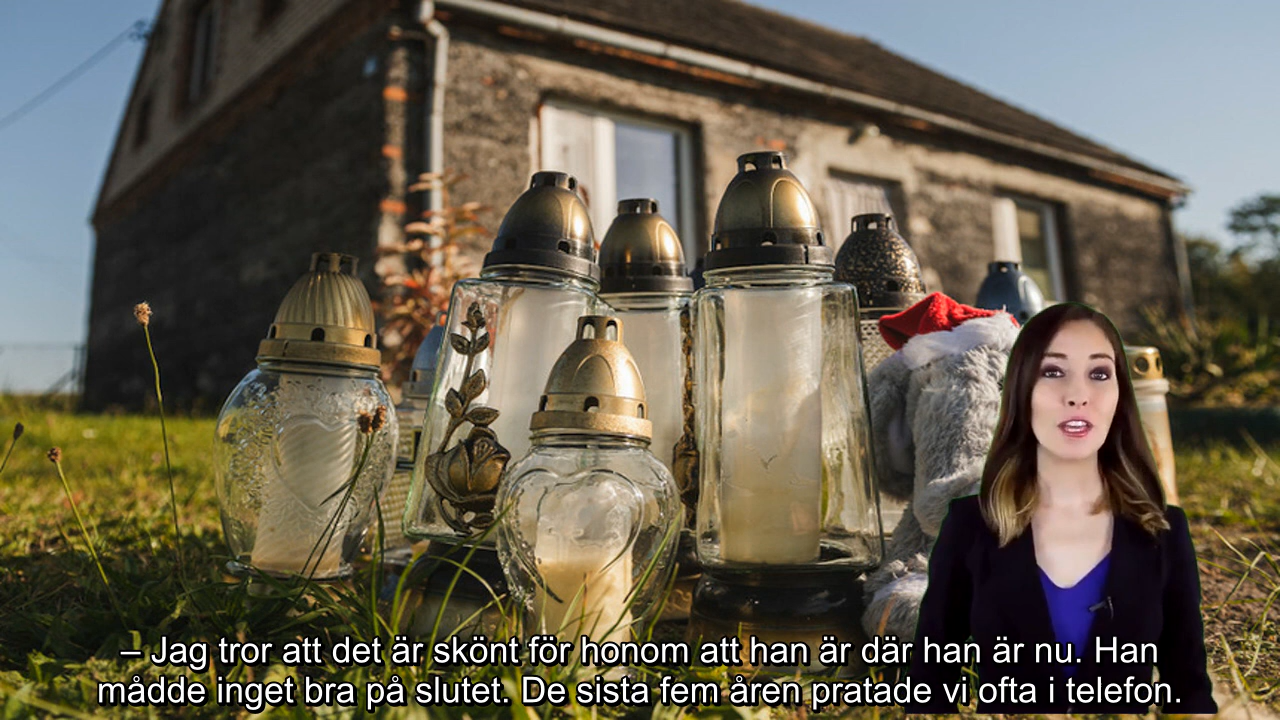 – Jag tror att det är skönt för honom att han är där han är nu. Han
mådde inget bra på slutet. De sista fem åren pratade vi ofta i telefon.